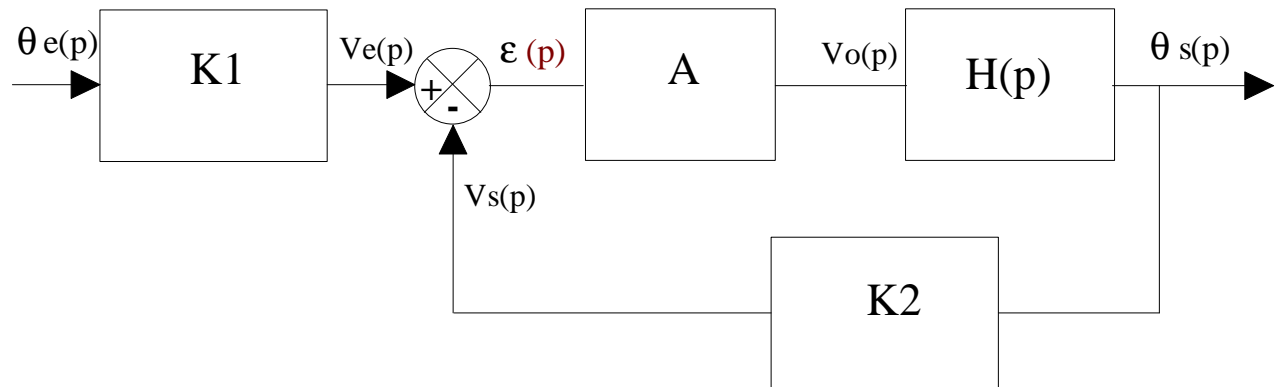 θ e(p)
K1
Ve(p)
+
-
ε (p)
A
Vo(p)
H(p)
θ s(p)
Vs(p)
K2